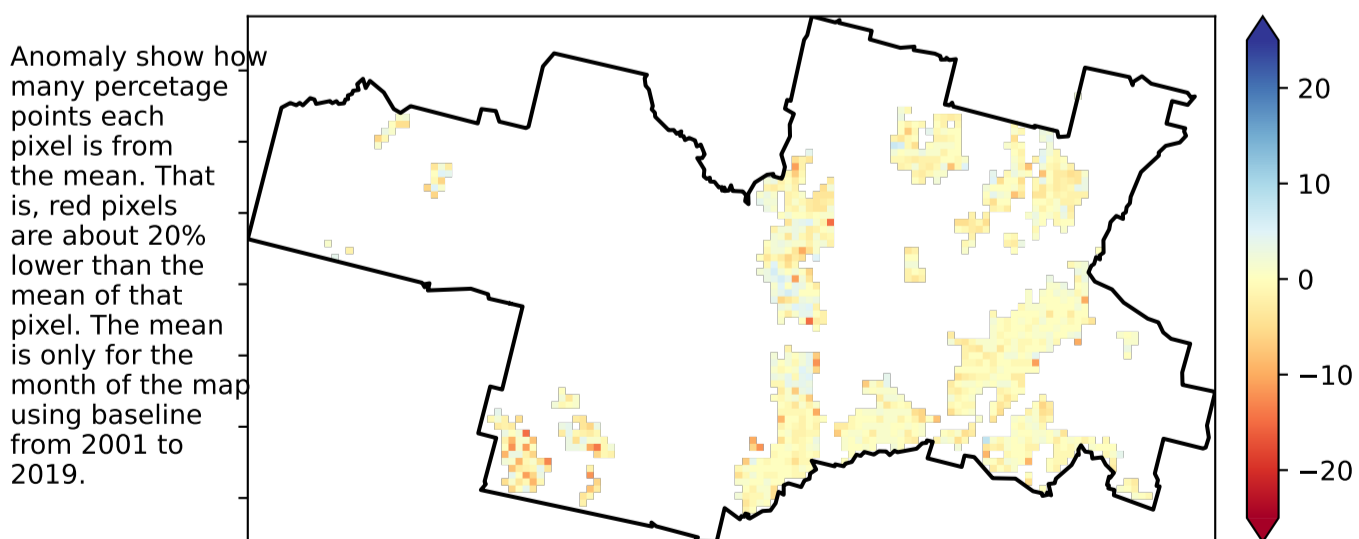 Anomaly show how
many percetage
points each
pixel is from
the mean. That
is, red pixels
are about 20%
lower than the
mean of that
pixel. The mean
is only for the
month of the map
using baseline
from 2001 to
2019.
20
10
0
−10
−20